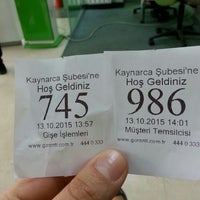 Kaynarca Şubesi'ne
Hoş Geldiniz
745
13.10.2015 13:57
Gişe İşlemleri
www.garanti.com.tr 444 0 333
Kaynarca Şubesi'ne
Hoş Geldiniz
986
13.10.2015 14:01
Müşteri Temsilcisi
www.garanti.com.tr 444 0 333